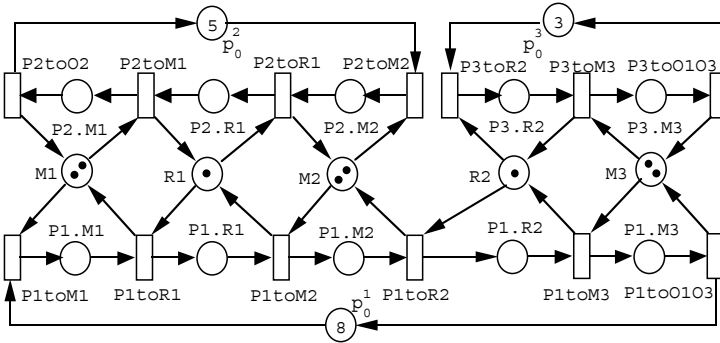 5 3
p 2 0 p 3 0
P2toO2 P2toM1 P2toR1 P2toM2 P3toR2 P3toM3 P3toO1O3
P2.M1 P2.R1 P2.M2 P3.R2 P3.M3
M1 R1 M2 R2 M3
P1.M1 P1.R1 P1.M2 P1.R2 P1.M3
P1toM1 P1toR1 P1toM2 P1toR2 P1toM3 P1toO1O3
8 p 1 0